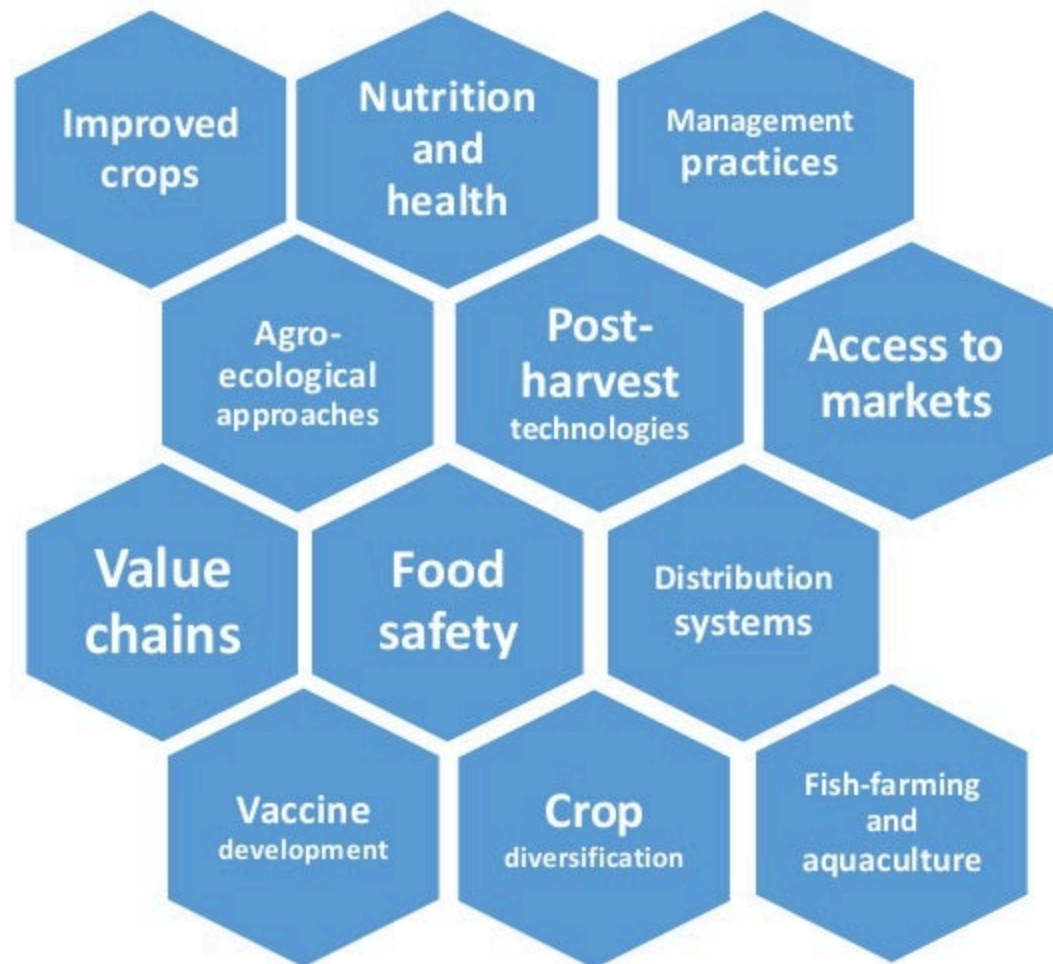 Improved
crops
Nutrition
and
health
Management
practices
Agro-
ecological
approaches
Post-
harvest
technologies
Access to
markets
Value
chains
Food
safety
Distribution
systems
Vaccine
development
Crop
diversification
Fish-farming
and
aquaculture